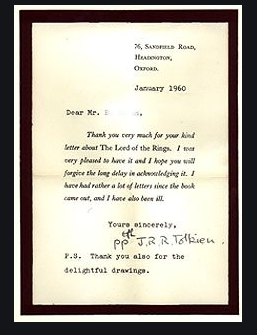 76, Sandfield Road,
Headington,
Oxford.
January 1960
Dear Mr.
Thank you very much for your kind
letter about The Lord of the Rings. I was
very pleased to have it and I hope you will
forgive the long delay in acknowledging it. I
have had rather a lot of letters since the book
came out, and I have also been ill.
Yours sincerely,
pp J.R.R. Tolkien.
P.S. Thank you also for the
delightful drawings.